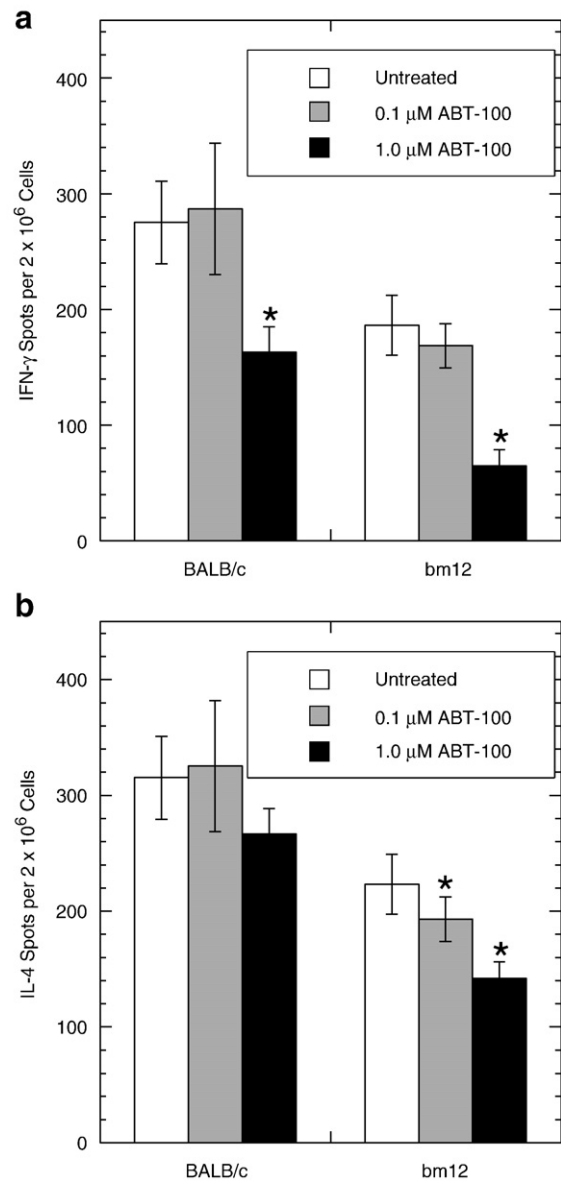 a
400
300
200
100
0
IFN-γ Spots per 2 x 10⁶ Cells
Untreated
0.1 μM ABT-100
1.0 μM ABT-100
*
*
BALB/c
bm12
b
400
300
200
100
0
IL-4 Spots per 2 x 10⁶ Cells
Untreated
0.1 μM ABT-100
1.0 μM ABT-100
*
*
BALB/c
bm12